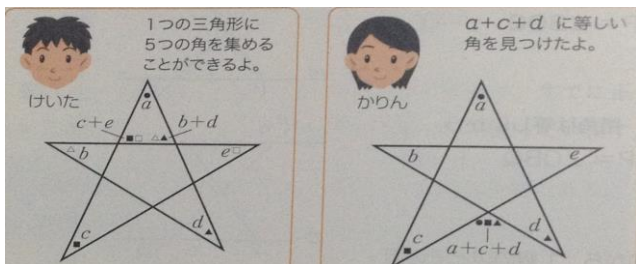 1つの三角形に
5つの角を集める
ことができるよ。
けいた
a
c+e
b+d
b
e
d
c
a+c+dに等しい
角を見つけたよ。
かりん
a
b
e
c
d
a+c+d